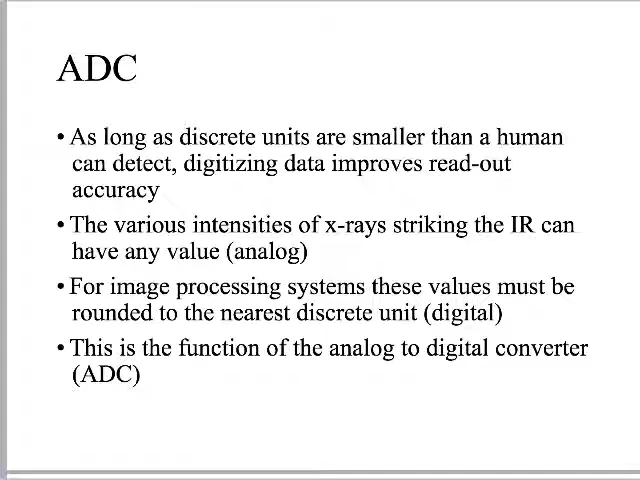 ADC
• As long as discrete units are smaller than a human
can detect, digitizing data improves read-out
accuracy
• The various intensities of x-rays striking the IR can
have any value (analog)
• For image processing systems these values must be
rounded to the nearest discrete unit (digital)
• This is the function of the analog to digital converter
(ADC)